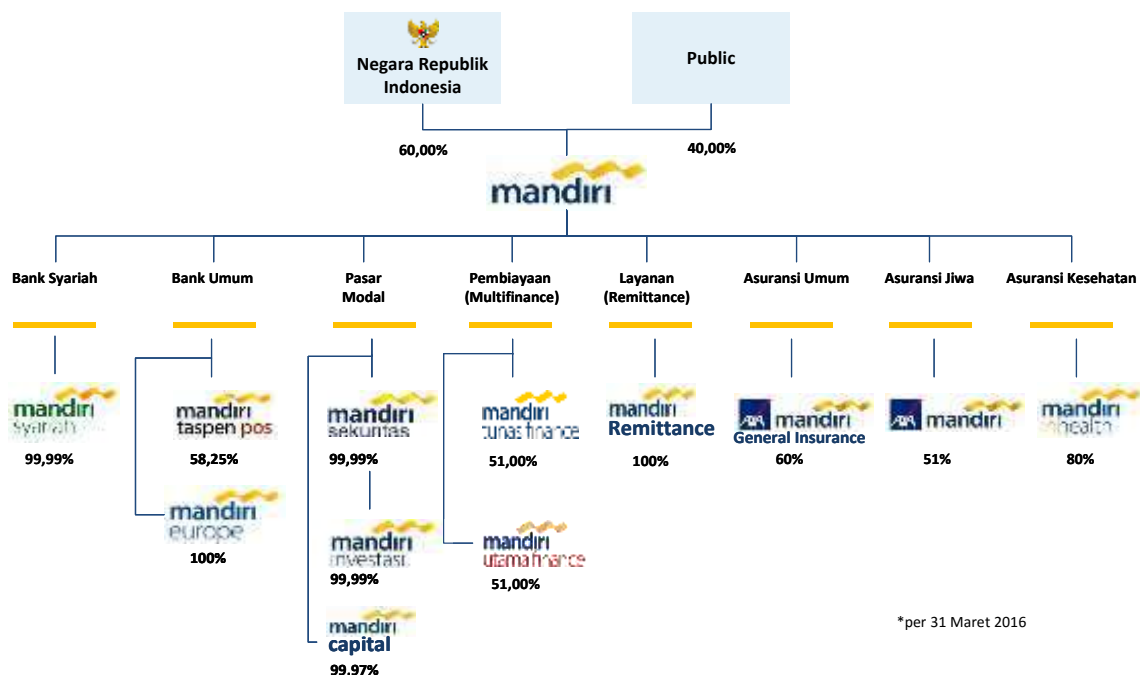 Negara Republik
Indonesia
Public
60,00%
40,00%
mandiri
Bank Syariah
Bank Umum
Pasar
Modal
Pembiayaan
(Multifinance)
Layanan
(Remittance)
Asuransi Umum
Asuransi Jiwa
Asuransi Kesehatan
mandiri
syariah
99,99%
mandiri
taspen pos
58,25%
mandiri
europe
100%
mandiri
sekuritas
99,99%
mandiri
investasi
99,99%
mandiri
capital
99.97%
mandiri
tunas finance
51,00%
mandiri
utama finance
51,00%
mandiri
Remittance
100%
AXA mandiri
General Insurance
60%
AXA mandiri
51%
mandiri
inhealth
80%
*per 31 Maret 2016